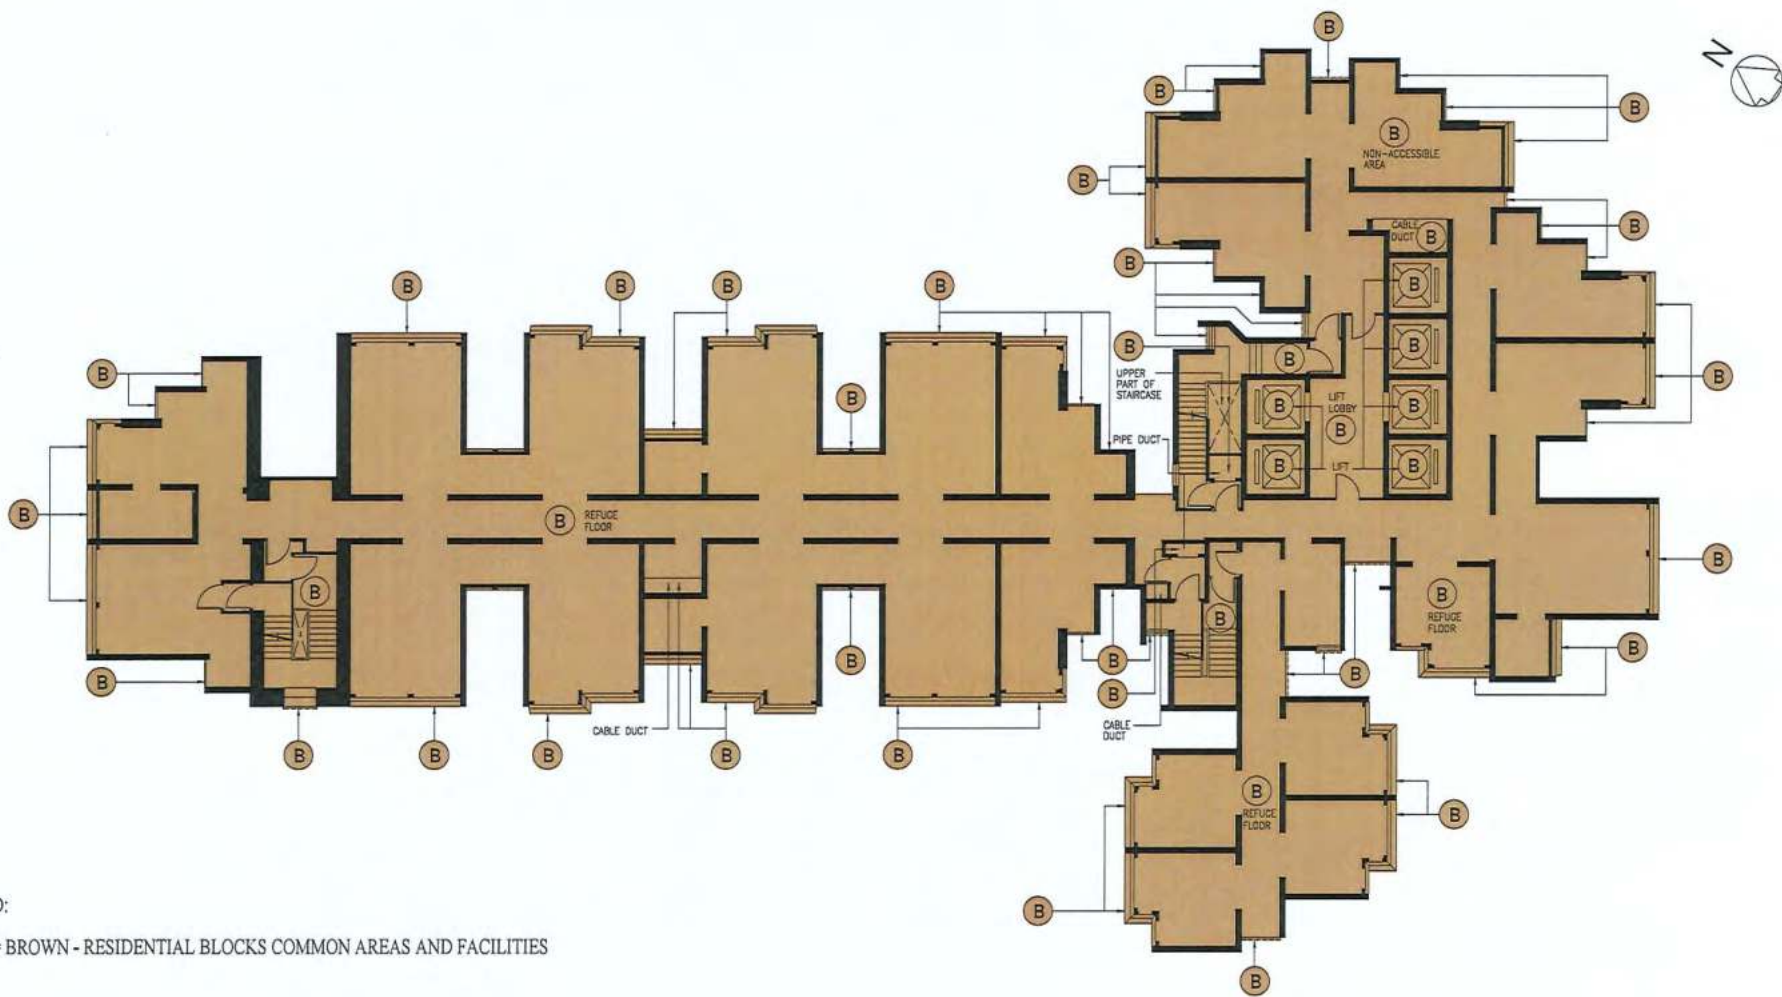 B
N
B
B
B
NON-ACCESSIBLE
AREA
B
B
CABLE
DUCT
B
B
B
B
B
B
B
B
B
B
B
UPPER
PART OF
STAIRCASE
B
B
B
B
B
LIFT
LOBBY
B
B
PIPE DUCT
B
LIFT
B
B
B
REFUGE
FLOOR
B
B
B
REFUGE
FLOOR
B
B
B
B
B
B
B
B
CABLE DUCT
CABLE
DUCT
B
B
B
B
B
B
REFUGE
FLOOR
B
B
B
D:
= BROWN - RESIDENTIAL BLOCKS COMMON AREAS AND FACILITIES